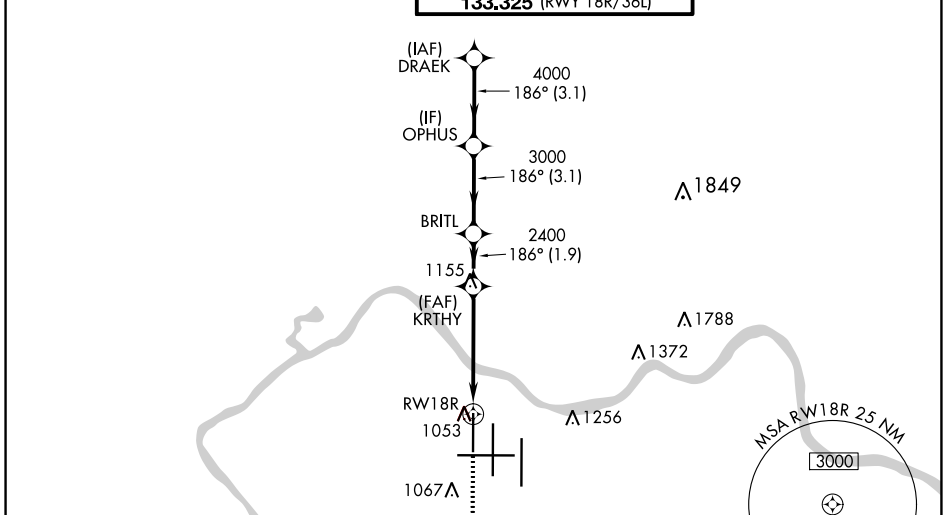 133.325 (RWY 18R/36L)
(IAF)
DRAEK
4000
186° (3.1)
(IF)
OPHUS
3000
186° (3.1)
1849
BRITL
2400
186° (1.9)
1155
(FAF)
KRTHY
1788
1372
RW18R
1053
1256
MSA RW18R 25 NM
3000
1067